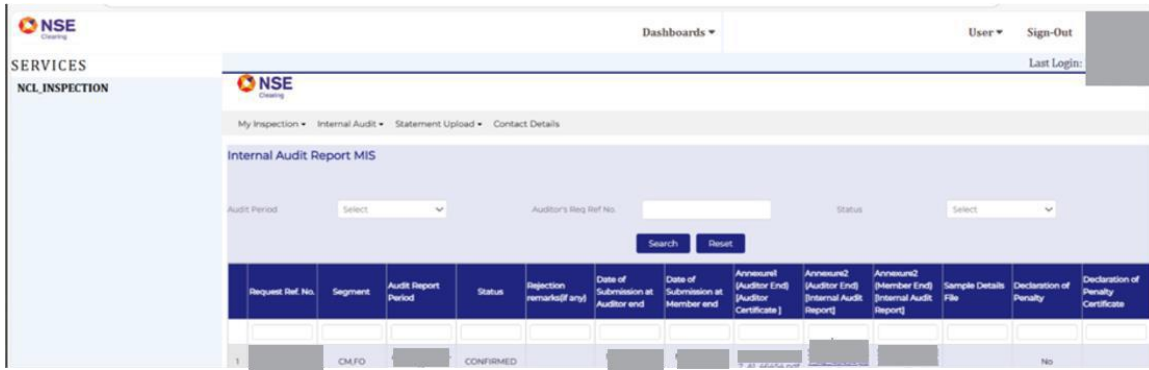 NSE
Clearing
Dashboards
User
Sign-Out
SERVICES
Last Login:
NCL_INSPECTION
NSE
Clearing
My Inspection Internal Audit Statement Upload Contact Details
Internal Audit Report MIS
Audit Period
Select
Auditor's Req Ref No.
Status
Select
Search
Reset
Request Ref. No.
Segment
Audit Report Period
Status
Rejection remarks(if any)
Date of Submission at Auditor end
Date of Submission at Member end
Annexure1 (Auditor End) [Auditor Certificate ]
Annexure2 (Auditor End) [Internal Audit Report]
Annexure2 (Member End) [Internal Audit Report]
Sample Details File
Declaration of Penalty
Declaration of Penalty Certificate
1
CM,FO
CONFIRMED
No